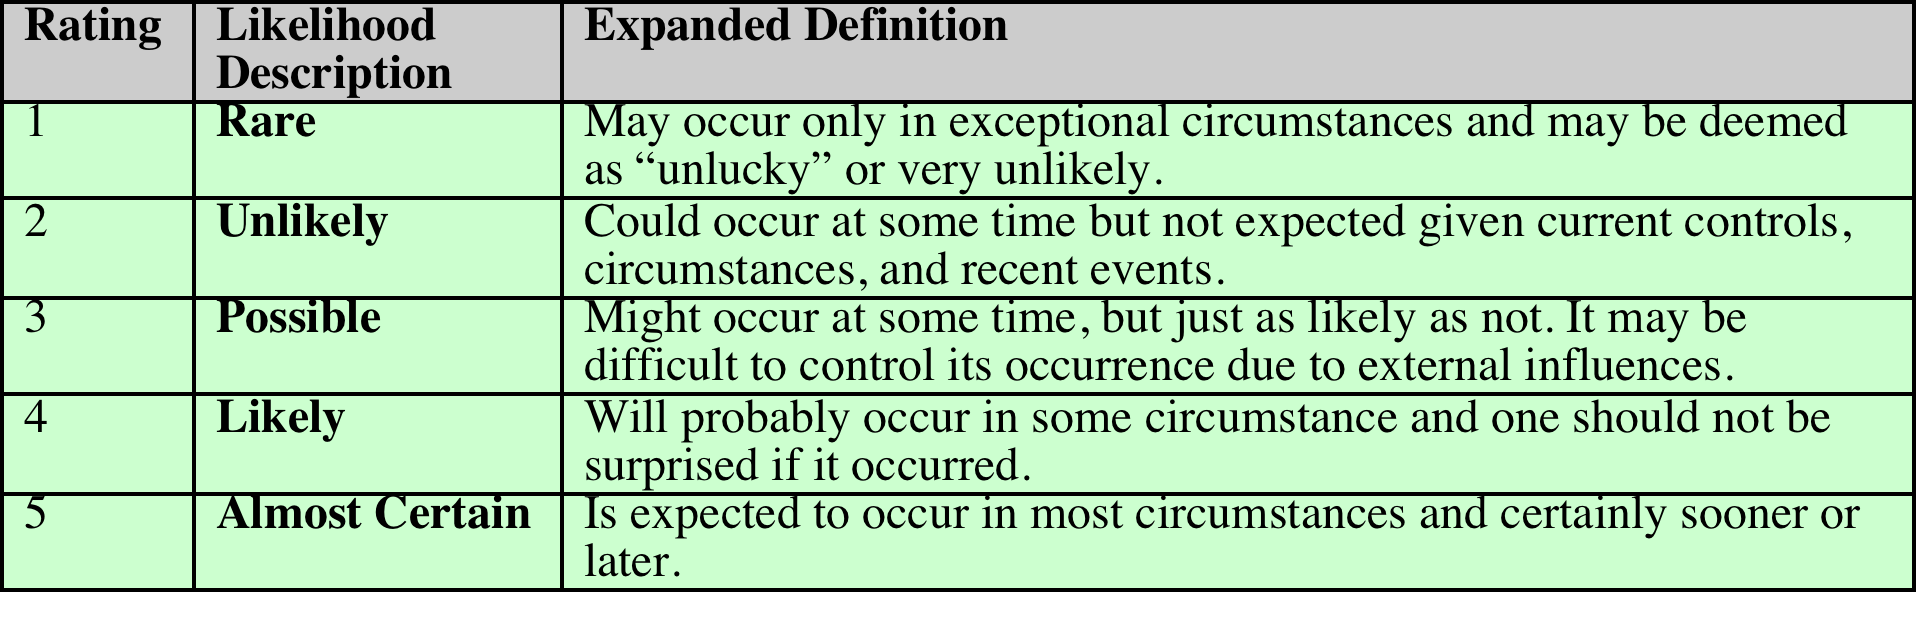 Rating Likelihood Description Expanded Definition
1 Rare May occur only in exceptional circumstances and may be deemed
as “unlucky” or very unlikely.
2 Unlikely Could occur at some time but not expected given current controls,
circumstances, and recent events.
3 Possible Might occur at some time, but just as likely as not. It may be
difficult to control its occurrence due to external influences.
4 Likely Will probably occur in some circumstance and one should not be
surprised if it occurred.
5 Almost Certain Is expected to occur in most circumstances and certainly sooner or
later.